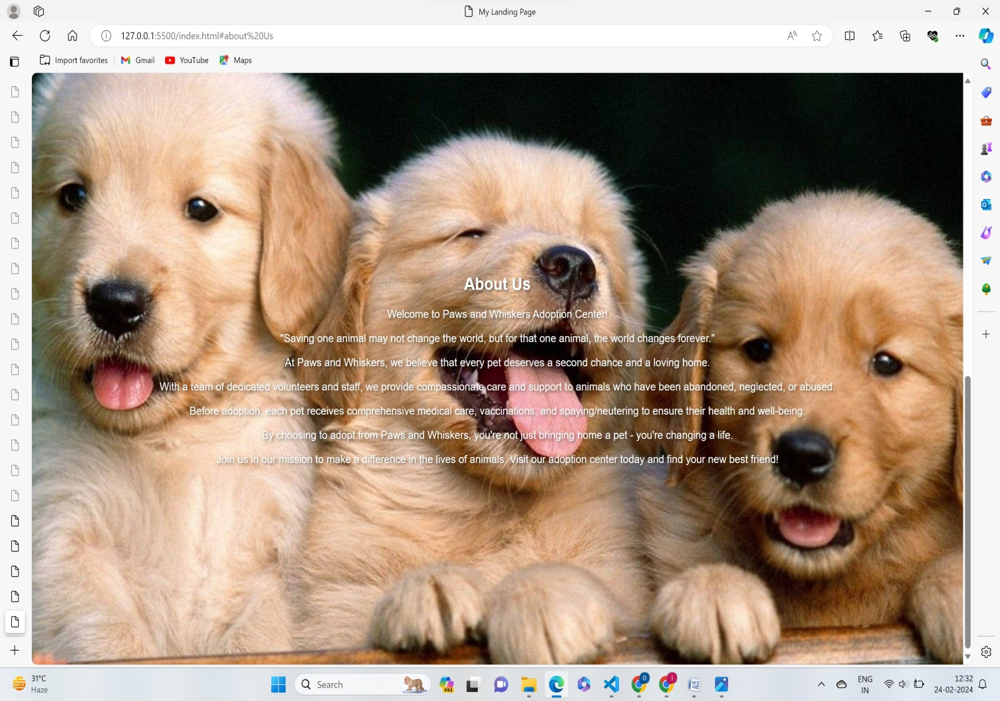 My Landing Page
127.0.0.1:5500/index.html#about%20Us
Import favorites
Gmail
YouTube
Maps
About Us
Welcome to Paws and Whiskers Adoption Center!
"Saving one animal may not change the world, but for that one animal, the world changes forever."
At Paws and Whiskers, we believe that every pet deserves a second chance and a loving home.
With a team of dedicated volunteers and staff, we provide compassionate care and support to animals who have been abandoned, neglected, or abused.
Before adoption, each pet receives comprehensive medical care, vaccinations, and spaying/neutering to ensure their health and well-being.
By choosing to adopt from Paws and Whiskers, you're not just bringing home a pet - you're changing a life.
Join us in our mission to make a difference in the lives of animals. Visit our adoption center today and find your new best friend!
31°C
Haze
Search
PRE
D
I
ENG
IN
12:32
24-02-2024